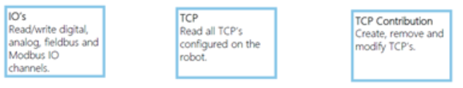 IO's
Read/write digital,
analog, fieldbus and
Modbus IO
channels.
TCP
Read all TCP's
configured on the
robot.
TCP Contribution
Create, remove and
modify TCP's.